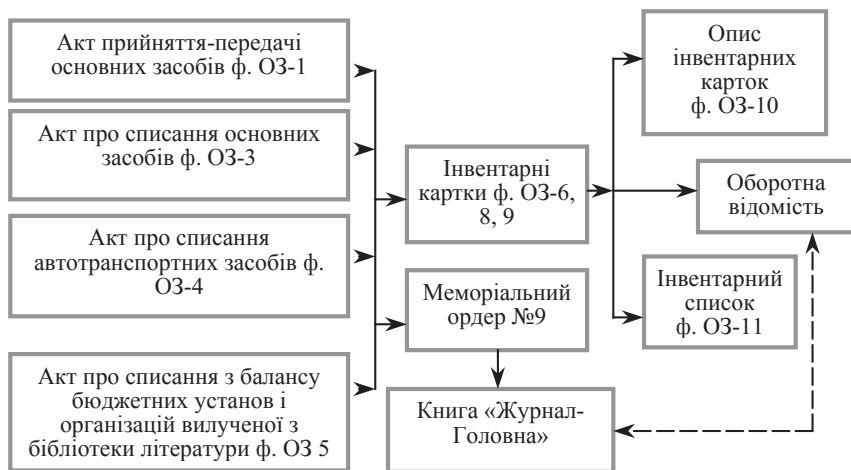 Акт прийняття-передачі
основних засобів ф. ОЗ-1
Акт про списання основних
засобів ф. ОЗ-3
Акт про списання
автотранспортних засобів ф.
ОЗ-4
Акт про списання з балансу
бюджетних установ і
організацій вилученої з
бібліотеки літератури ф. ОЗ 5
Інвентарні
картки ф. ОЗ-6,
8, 9
Меморіальний
ордер №9
Книга «Журнал-
Головна»
Опис
інвентарних
карток
ф. ОЗ-10
Оборотна
відомість
Інвентарний
список
ф. ОЗ-11